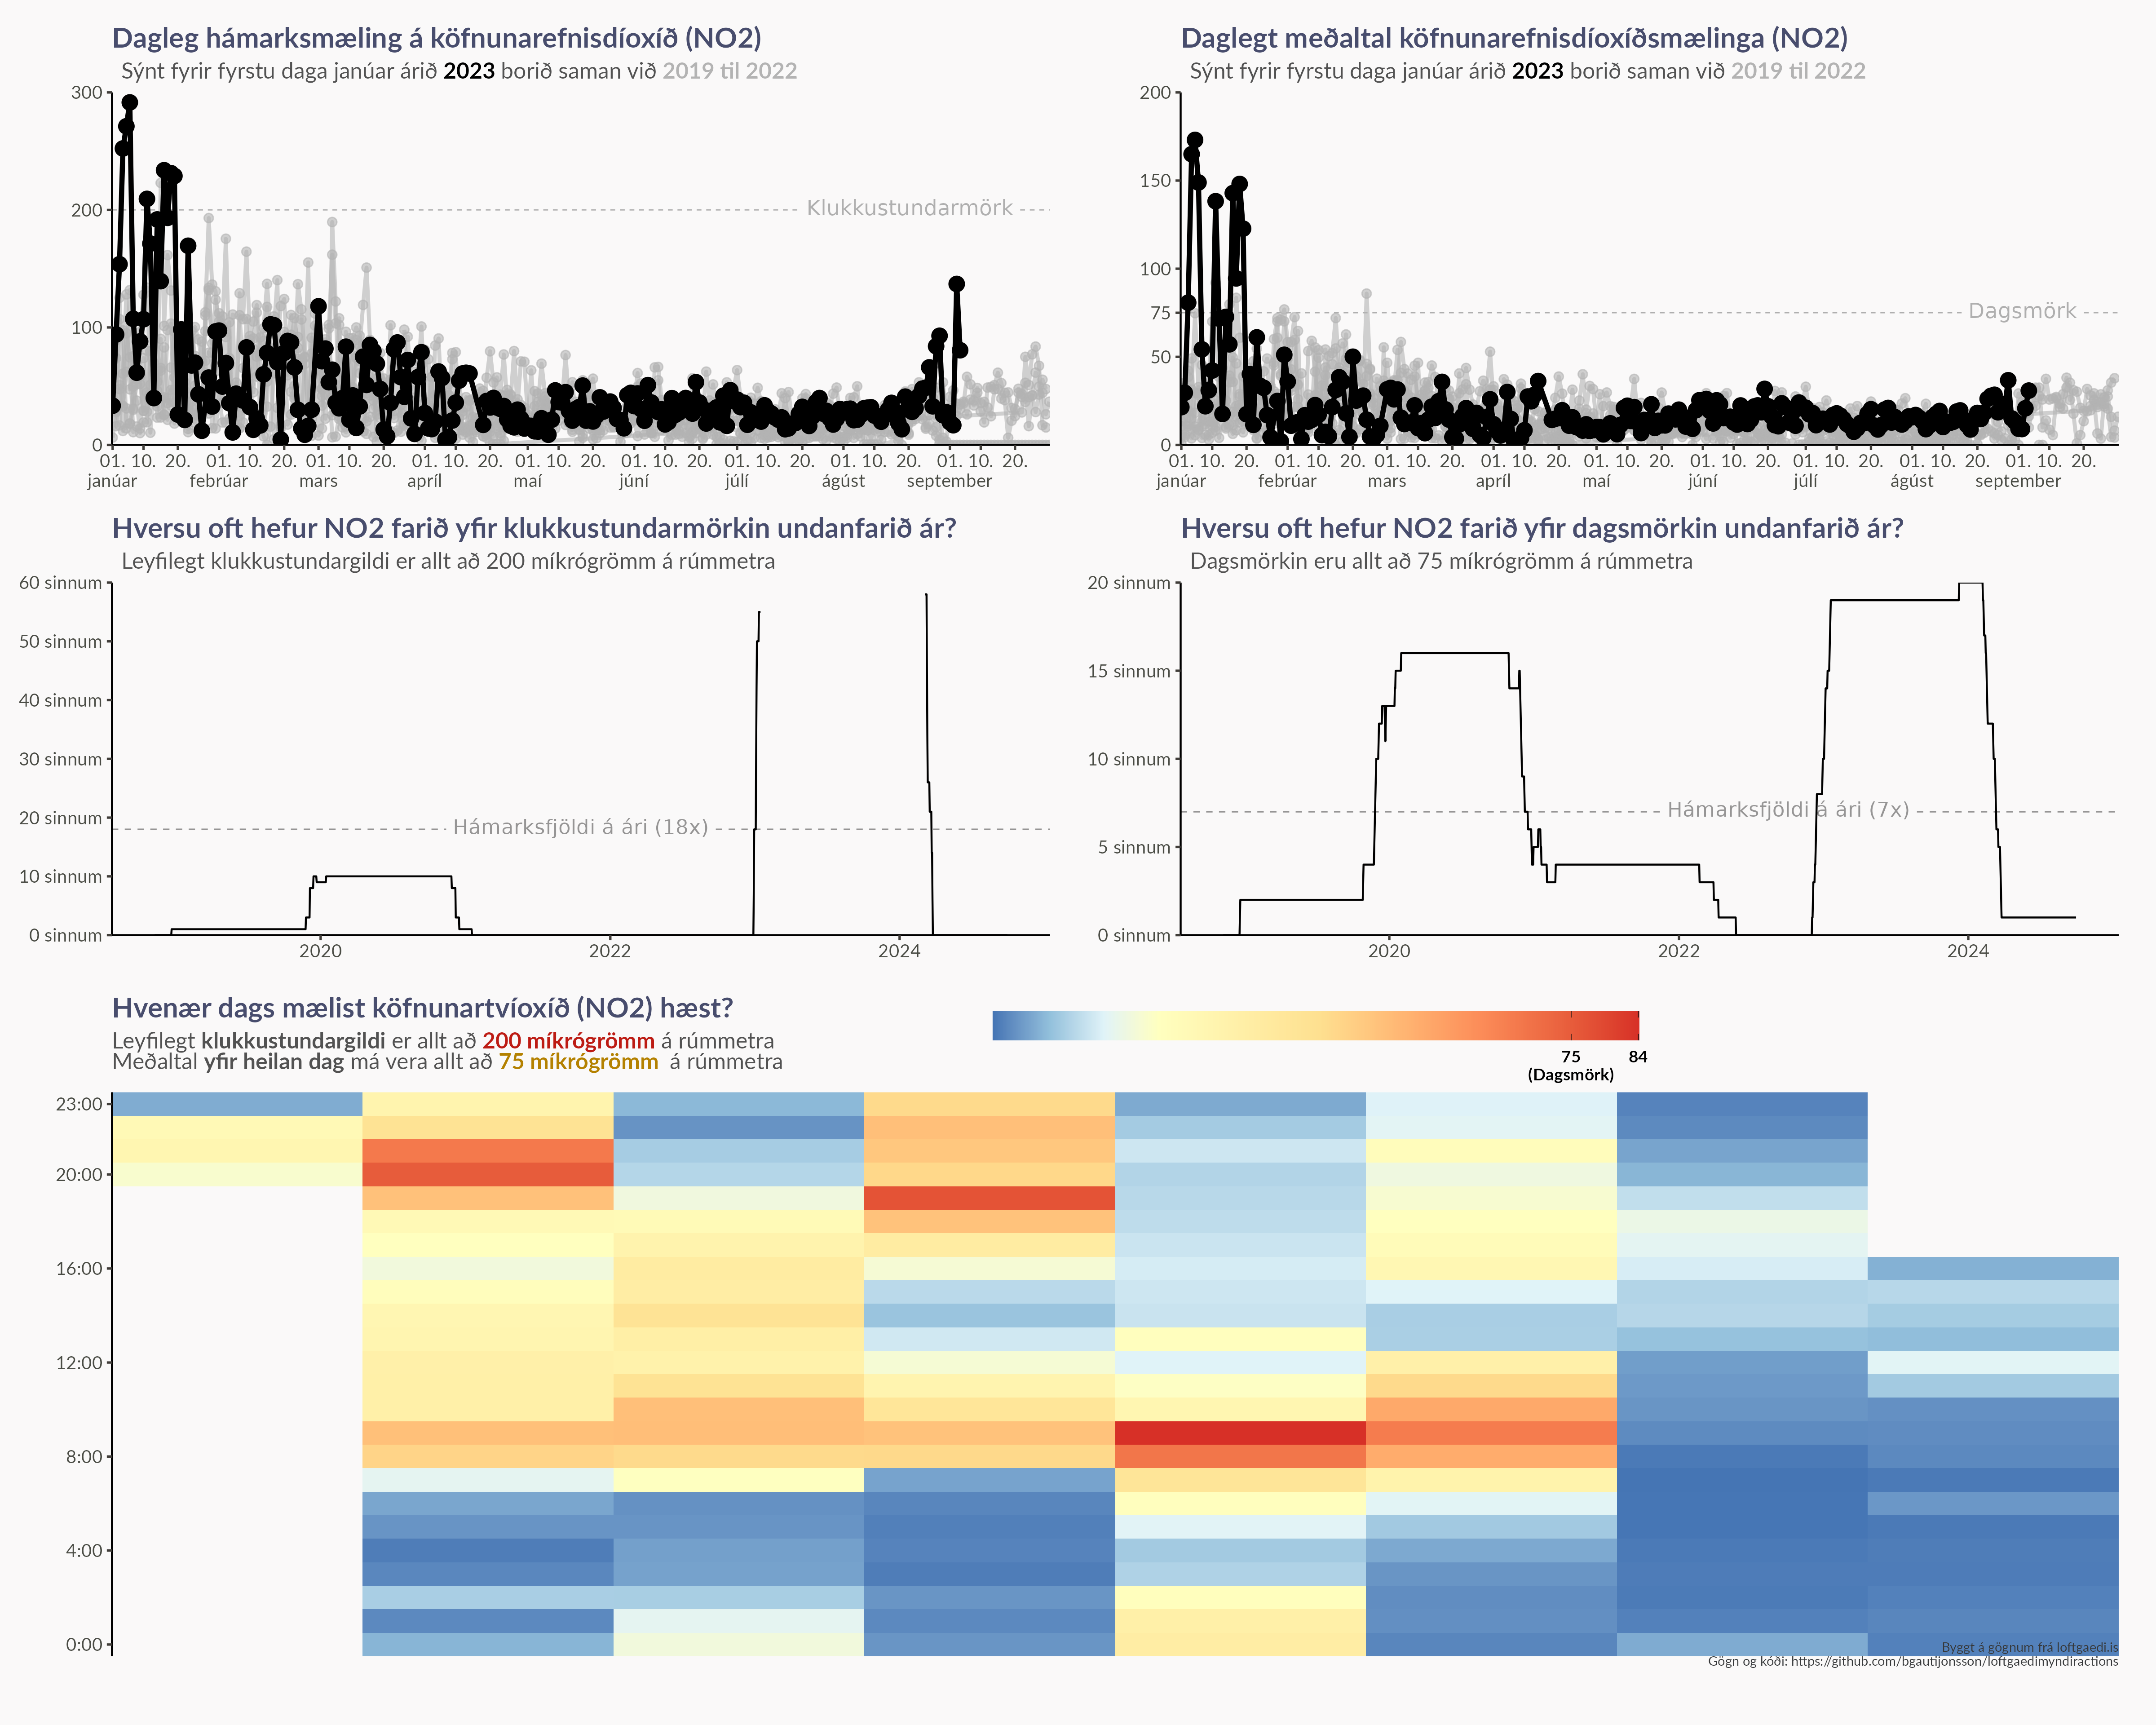 Dagleg hámarksmæling á köfnunarefnisdíoxíð (NO2)
Sýnt fyrir fyrstu daga janúar árið 2023 borið saman við 2019 til 2022
300
200
100
0
Klukkustundarmörk
01. 10. 20. 01. 10. 20. 01. 10. 20. 01. 10. 20. 01. 10. 20. 01. 10. 20. 01. 10. 20. 01. 10. 20. 01. 10. 20.
janúar febrúar mars apríl maí júní júlí ágúst september
Daglegt meðaltal köfnunarefnisdíoxíðsmælinga (NO2)
Sýnt fyrir fyrstu daga janúar árið 2023 borið saman við 2019 til 2022
200
150
100
75
50
0
Dagsmörk
01. 10. 20. 01. 10. 20. 01. 10. 20. 01. 10. 20. 01. 10. 20. 01. 10. 20. 01. 10. 20. 01. 10. 20. 01. 10. 20.
janúar febrúar mars apríl maí júní júlí ágúst september
Hversu oft hefur NO2 farið yfir klukkustundarmörkin undanfarið ár?
Leyfilegt klukkustundargildi er allt að 200 míkrógrömm á rúmmetra
60 sinnum
50 sinnum
40 sinnum
30 sinnum
20 sinnum
10 sinnum
0 sinnum
Hámarksfjöldi á ári (18x)
2020 2022 2024
Hversu oft hefur NO2 farið yfir dagsmörkin undanfarið ár?
Dagsmörkin eru allt að 75 míkrógrömm á rúmmetra
20 sinnum
15 sinnum
10 sinnum
5 sinnum
0 sinnum
Hámarksfjöldi á ári (7x)
2020 2022 2024
Hvenær dags mælist köfnunartvíoxíð (NO2) hæst?
Leyfilegt klukkustundargildi er allt að 200 míkrógrömm á rúmmetra
Meðaltal yfir heilan dag má vera allt að 75 míkrógrömm á rúmmetra
75 84
(Dagsmörk)
23:00
20:00
16:00
12:00
8:00
4:00
0:00
Byggt á gögnum frá loftgaedi.is
Gögn og kóði: https://github.com/bgautijonsson/loftgaedimyndiractions